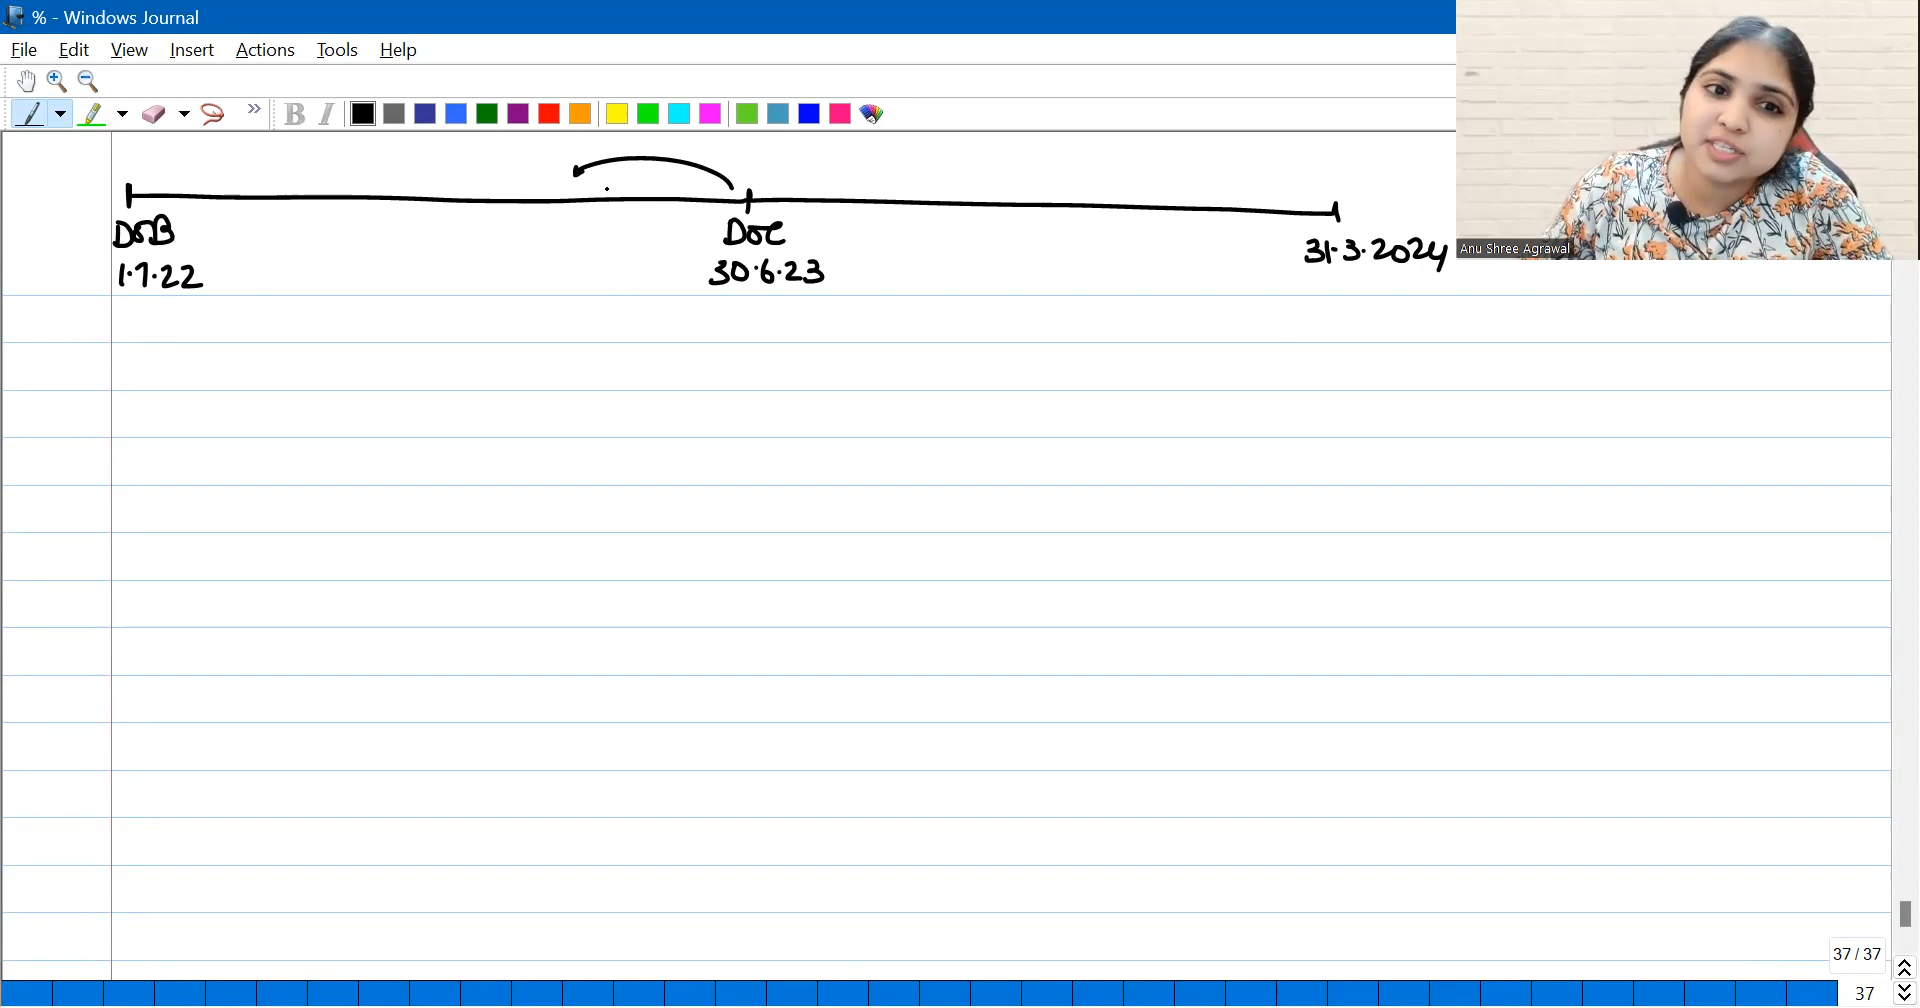 % - Windows Journal
File Edit View Insert Actions Tools Help
B I
DOB
DOC
1.7.22
30.6.23
31.3.2024
Anu Shree Agrawal
37 / 37
37